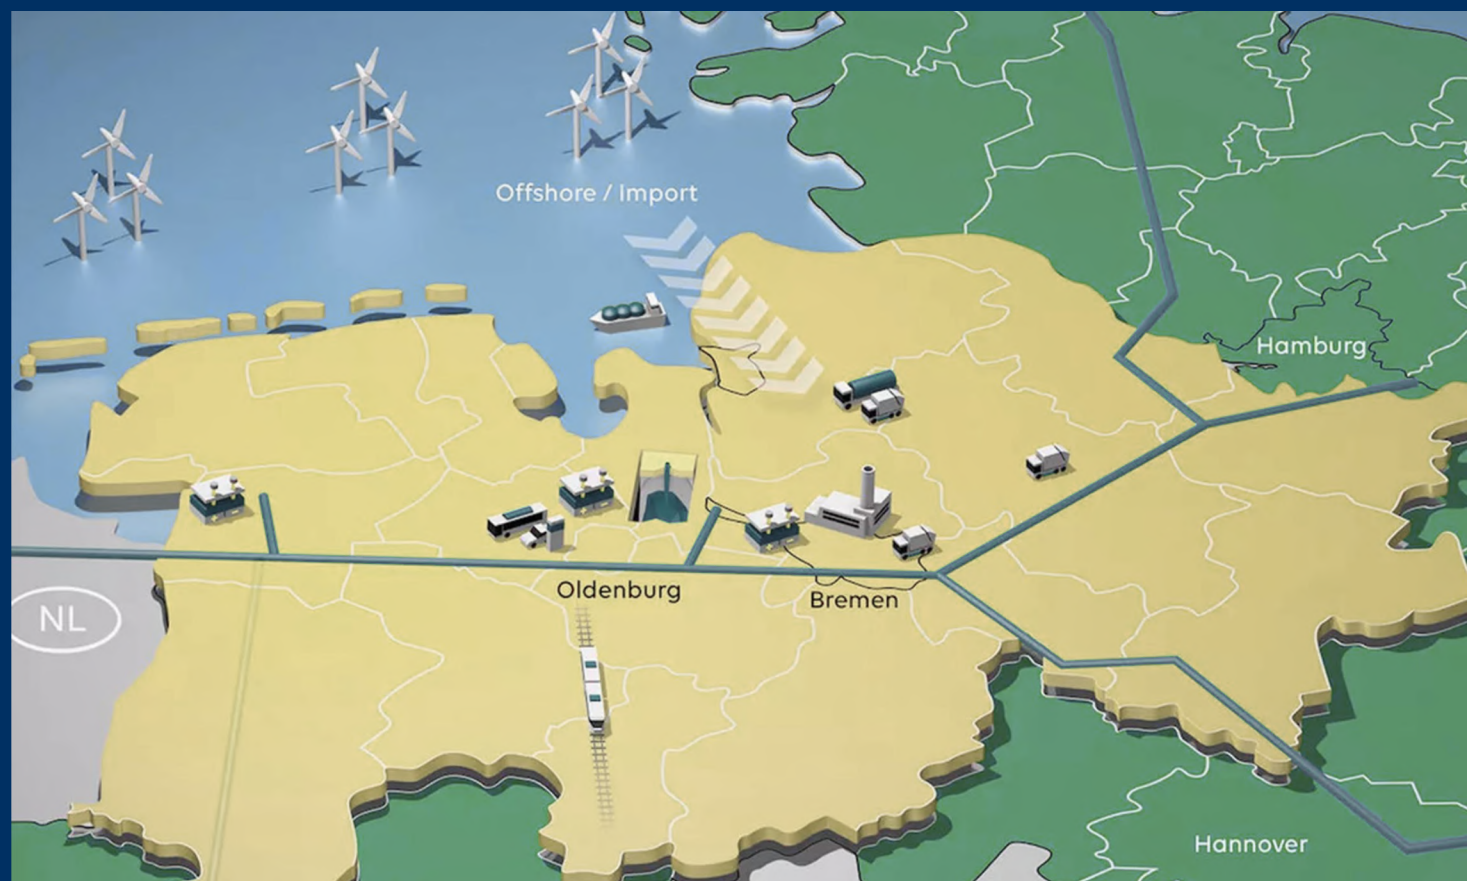 Offshore / Import
Hamburg
Oldenburg
Bremen
NL
Hannover